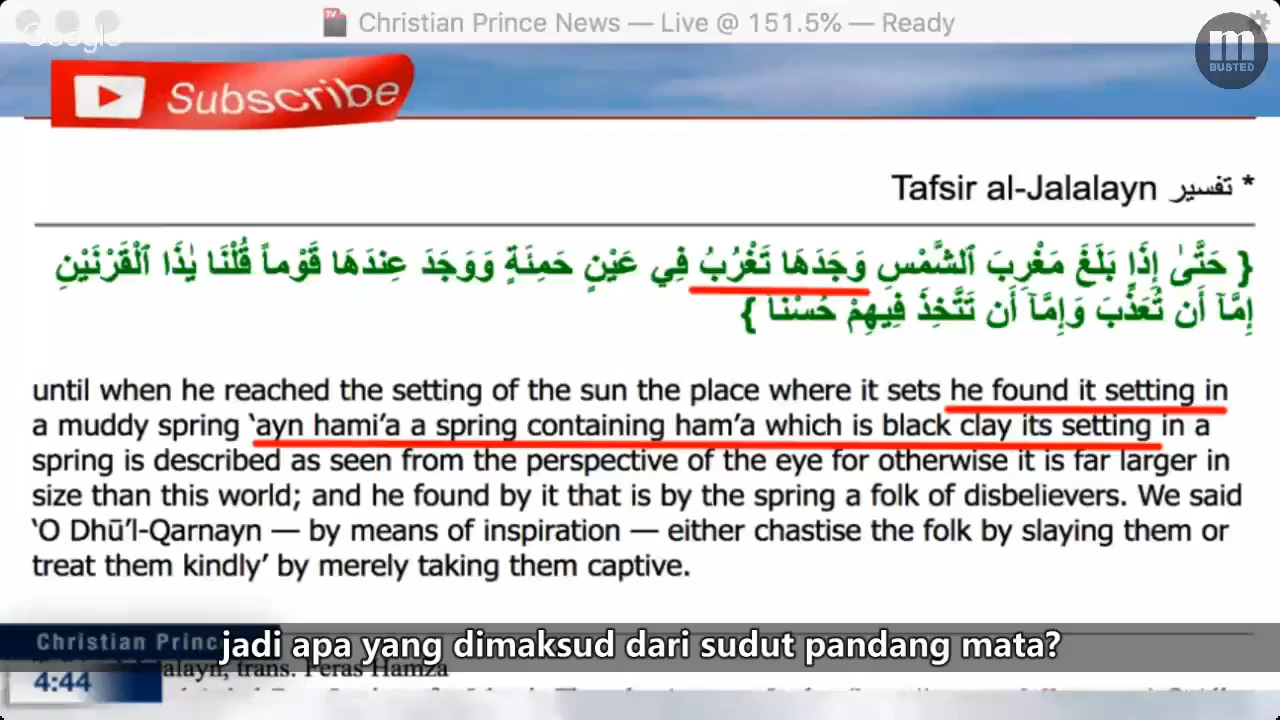 Christian Prince News — Live @ 151.5% — Ready
Google
m
BUSTED
Subscribe
Tafsir al-Jalalayn تفسير *
{ حَتَّىٰ إِذَا بَلَغَ مَغْرِبَ ٱلشَّمْسِ وَجَدَهَا تَغْرُبُ فِي عَيْنٍ حَمِئَةٍ وَوَجَدَ عِندَهَا قَوْماً قُلْنَا يٰذَا ٱلْقَرْنَيْنِ
إِمَّآ أَن تُعَذِّبَ وَإِمَّآ أَن تَتَّخِذَ فِيهِمْ حُسْناً }
until when he reached the setting of the sun the place where it sets he found it setting in
a muddy spring ‘ayn hami’a a spring containing ham’a which is black clay its setting in a
spring is described as seen from the perspective of the eye for otherwise it is far larger in
size than this world; and he found by it that is by the spring a folk of disbelievers. We said
‘O Dhū’l-Qarnayn — by means of inspiration — either chastise the folk by slaying them or
treat them kindly’ by merely taking them captive.
Christian Princ
jadi apa yang dimaksud dari sudut pandang mata?
alalayn, trans. Feras Hamza
4:44